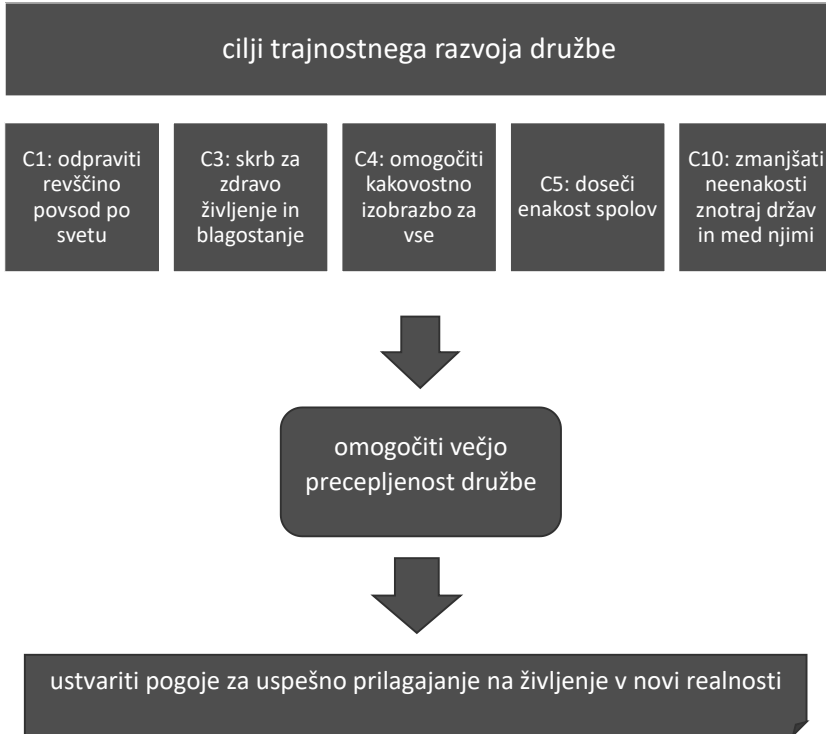 cilji trajnostnega razvoja družbe
C1: odpraviti
revščino
povsod po
svetu
C3: skrb za
zdravo
življenje in
blagostanje
C4: omogočiti
kakovostno
izobrazbo za
vse
C5: doseči
enakost spolov
C10: zmanjšati
neenakosti
znotraj držav
in med njimi
omogočiti večjo
precepljenost družbe
ustvariti pogoje za uspešno prilagajanje na življenje v novi realnosti